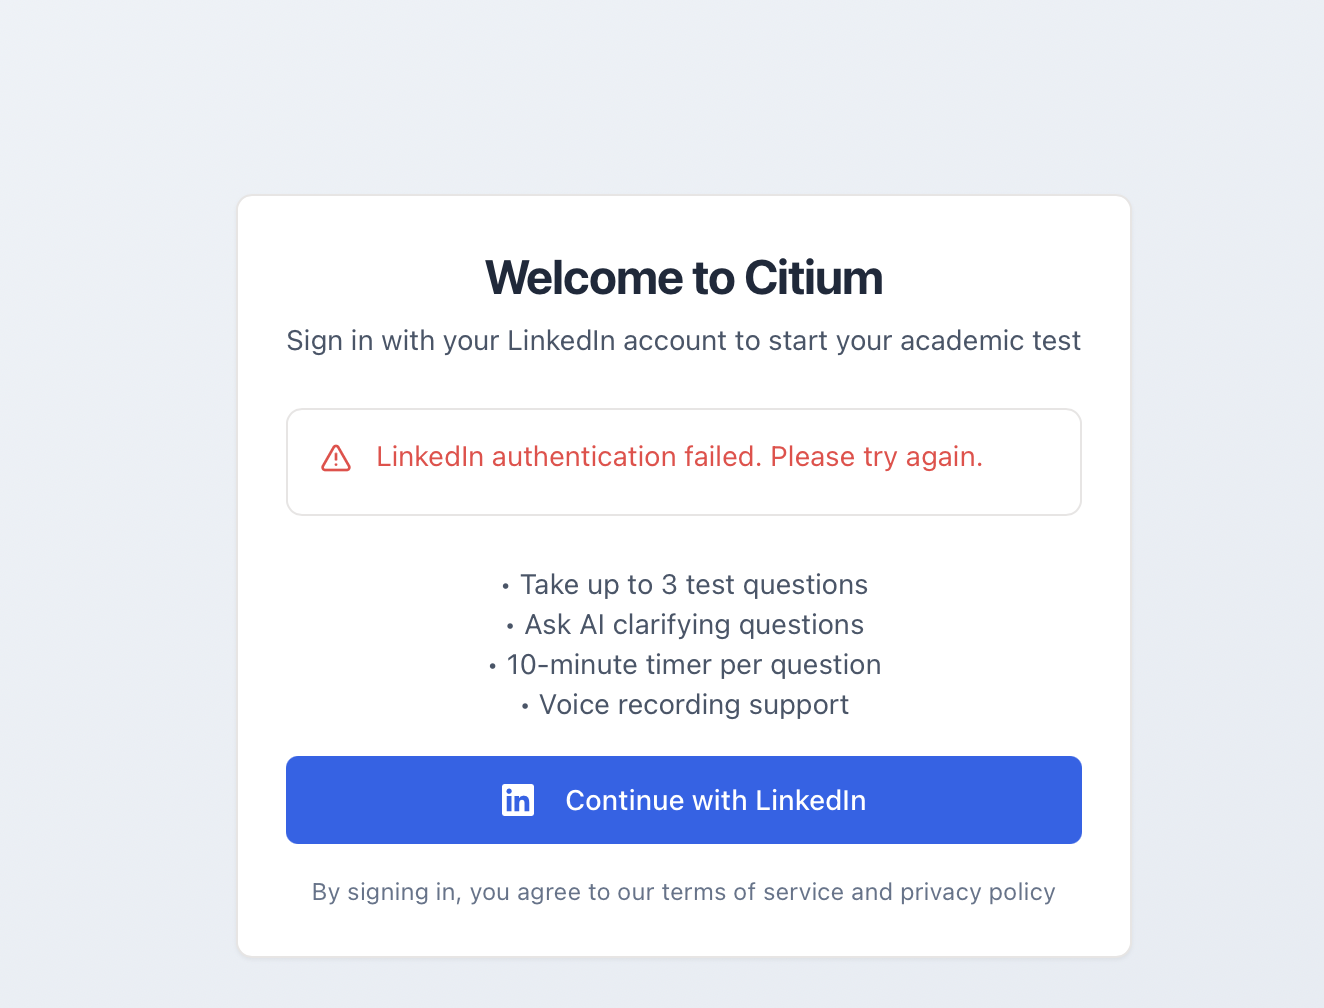 Welcome to Citium
Sign in with your LinkedIn account to start your academic test
LinkedIn authentication failed. Please try again.
• Take up to 3 test questions
• Ask AI clarifying questions
• 10-minute timer per question
• Voice recording support
in Continue with LinkedIn
By signing in, you agree to our terms of service and privacy policy